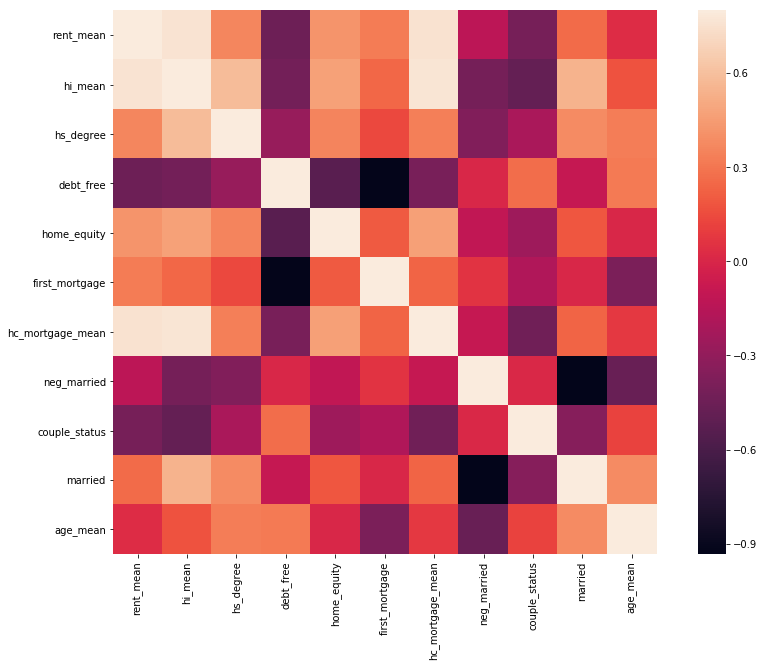 rent_mean
hi_mean
hs_degree
debt_free
home_equity
first_mortgage
hc_mortgage_mean
neg_married
couple_status
married
age_mean
rent_mean
hi_mean
hs_degree
debt_free
home_equity
first_mortgage
hc_mortgage_mean
neg_married
couple_status
married
age_mean
0.6
0.3
0.0
−0.3
−0.6
−0.9